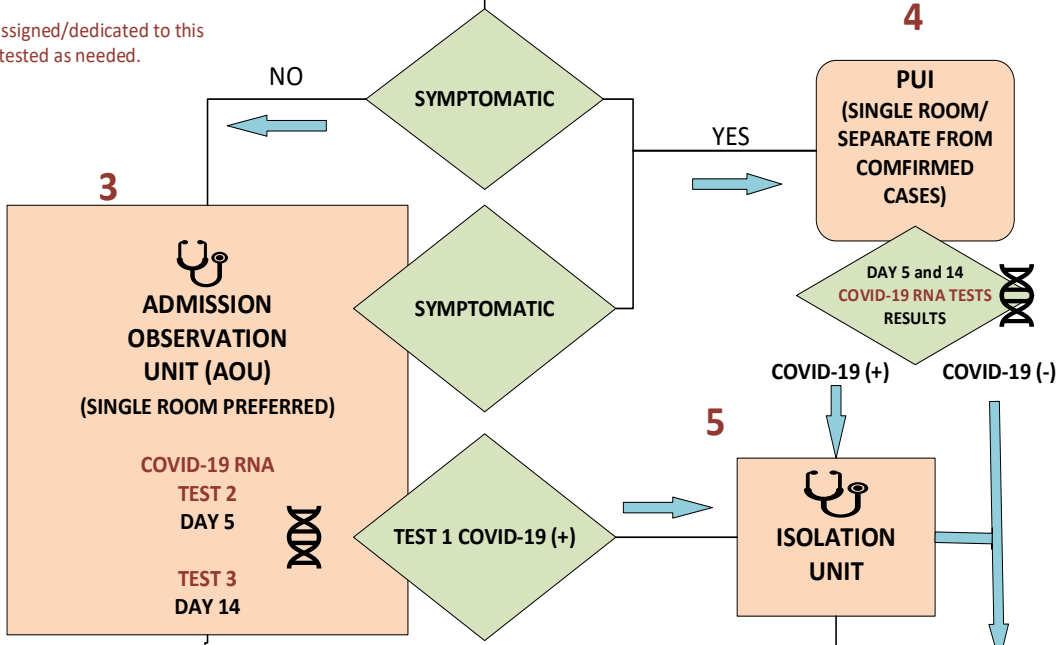 ssigned/dedicated to this
tested as needed.
NO
SYMPTOMATIC
YES
4
PUI
(SINGLE ROOM/
SEPARATE FROM
COMFIRMED
CASES)
3
ADMISSION
OBSERVATION
UNIT (AOU)
(SINGLE ROOM PREFERRED)
COVID-19 RNA
TEST 2
DAY 5
TEST 3
DAY 14
SYMPTOMATIC
DAY 5 and 14
COVID-19 RNA TESTS
RESULTS
COVID-19 (+)
COVID-19 (-)
TEST 1 COVID-19 (+)
5
ISOLATION
UNIT